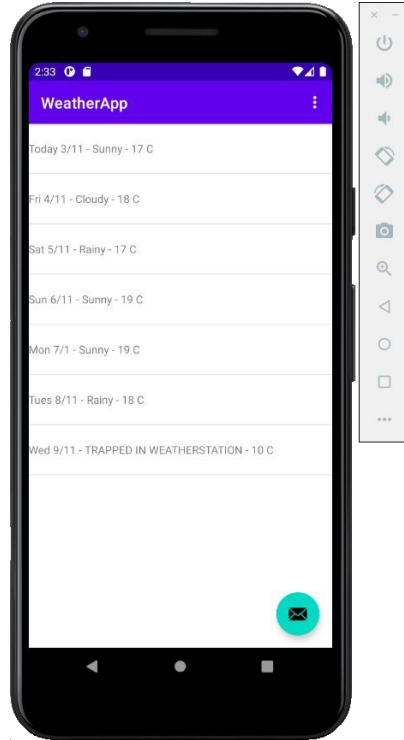 2:33
WeatherApp
Today 3/11 - Sunny - 17 C
Fri 4/11 - Cloudy - 18 C
Sat 5/11 - Rainy - 17 C
Sun 6/11 - Sunny - 19 C
Mon 7/1 - Sunny - 19 C
Tues 8/11 - Rainy - 18 C
Wed 9/11 - TRAPPED IN WEATHERSTATION - 10 C